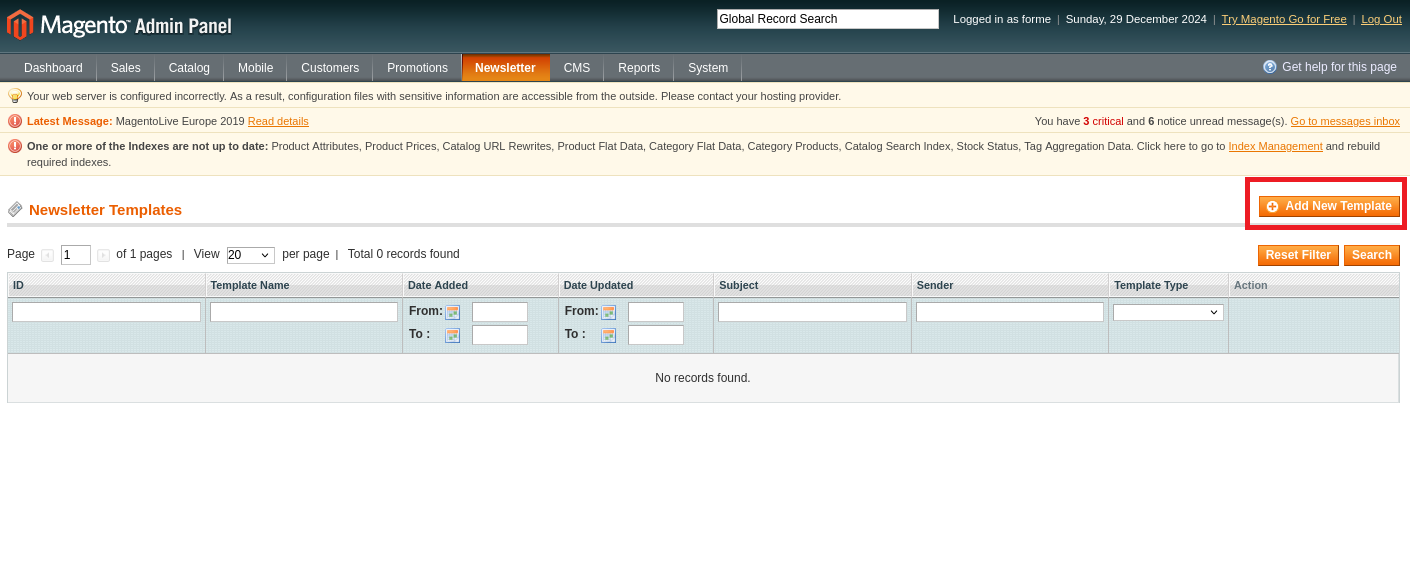 Magento™ Admin Panel
Global Record Search
Logged in as forme | Sunday, 29 December 2024 | Try Magento Go for Free | Log Out
Dashboard Sales Catalog Mobile Customers Promotions Newsletter CMS Reports System Get help for this page
Your web server is configured incorrectly. As a result, configuration files with sensitive information are accessible from the outside. Please contact your hosting provider.
Latest Message: MagentoLive Europe 2019 Read details You have 3 critical and 6 notice unread message(s). Go to messages inbox
One or more of the Indexes are not up to date: Product Attributes, Product Prices, Catalog URL Rewrites, Product Flat Data, Category Flat Data, Category Products, Catalog Search Index, Stock Status, Tag Aggregation Data. Click here to go to Index Management and rebuild
required indexes.
Newsletter Templates Add New Template
Page 1 of 1 pages | View 20 per page | Total 0 records found Reset Filter Search
ID Template Name Date Added Date Updated Subject Sender Template Type Action
From: From:
To : To :
No records found.